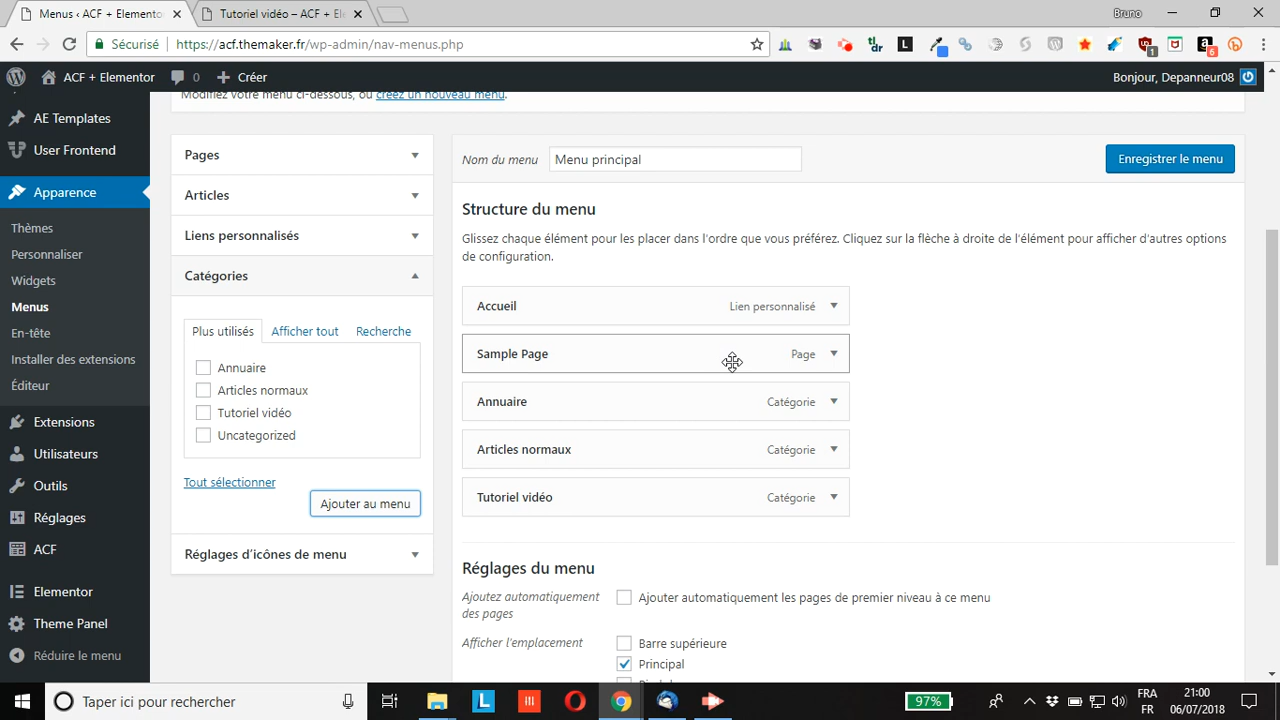 Menus ‹ ACF + Elemento
Tutoriel vidéo – ACF + El
Bruno
Sécurisé
https://acf.themaker.fr/wp-admin/nav-menus.php
tl;dr
L
1
6
ACF + Elementor
0
Créer
Bonjour, Depanneur08
Modifiez votre menu ci-dessous, ou créez un nouveau menu.
AE Templates
User Frontend
Apparence
Thèmes
Personnaliser
Widgets
Menus
En-tête
Installer des extensions
Éditeur
Extensions
Utilisateurs
Outils
Réglages
ACF
Elementor
Theme Panel
Réduire le menu
Pages
Articles
Liens personnalisés
Catégories
Plus utilisés
Afficher tout
Recherche
Annuaire
Articles normaux
Tutoriel vidéo
Uncategorized
Tout sélectionner
Ajouter au menu
Réglages d'icônes de menu
Nom du menu
Menu principal
Enregistrer le menu
Structure du menu
Glissez chaque élément pour les placer dans l'ordre que vous préférez. Cliquez sur la flèche à droite de l'élément pour afficher d'autres options
de configuration.
Accueil
Lien personnalisé
Sample Page
Page
Annuaire
Catégorie
Articles normaux
Catégorie
Tutoriel vidéo
Catégorie
Réglages du menu
Ajoutez automatiquement
des pages
Ajouter automatiquement les pages de premier niveau à ce menu
Afficher l'emplacement
Barre supérieure
Principal
Taper ici pour rechercher
L
97%
FRA
FR
21:00
06/07/2018